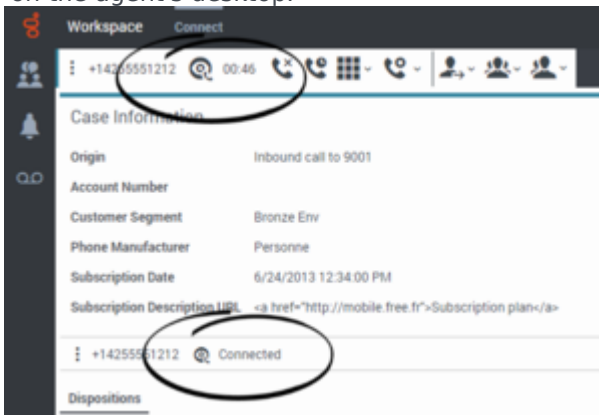 on the agent's desktop.
Workspace Connect
+14255551212 00:46
Case Information
Origin Inbound call to 9001
Account Number
Customer Segment Bronze Env
Phone Manufacturer Personne
Subscription Date 6/24/2013 12:34:00 PM
Subscription Description URL <a href="http://mobile.free.fr">Subscription plan</a>
+14255551212 Connected
Dispositions